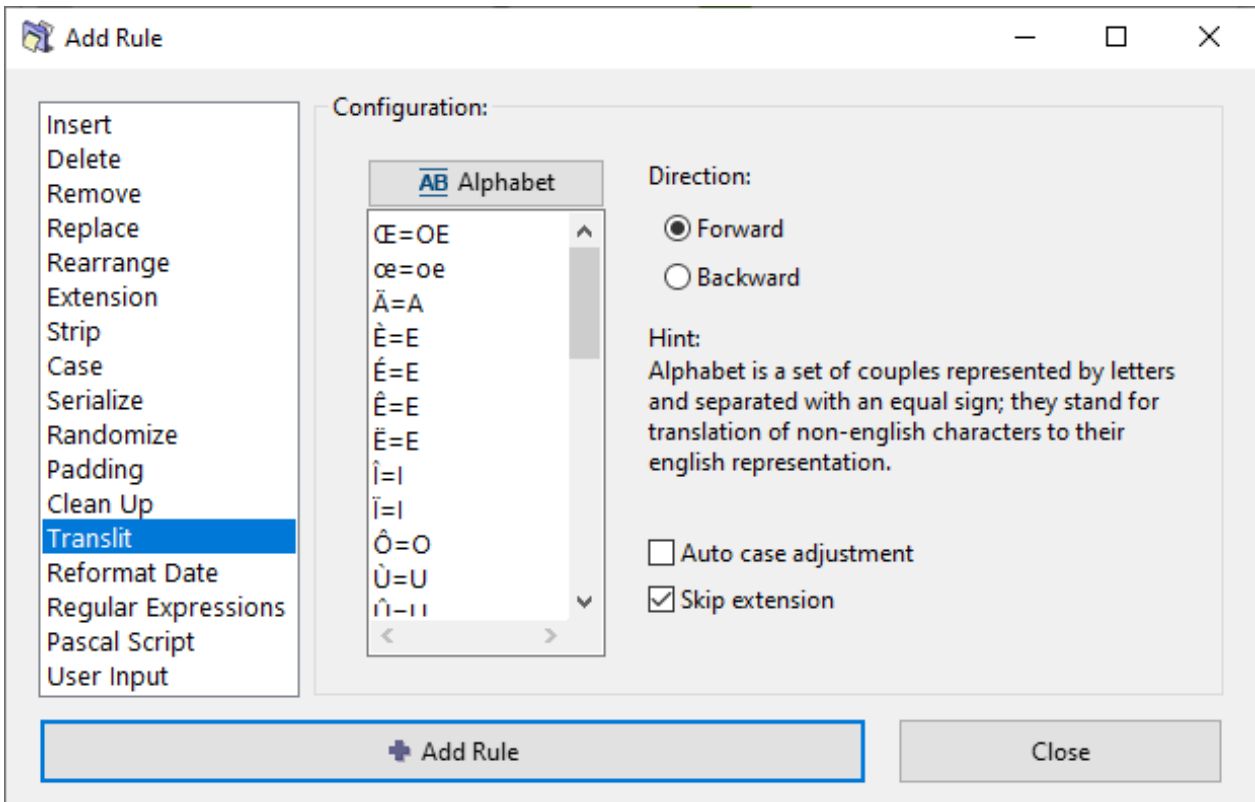 Add Rule
Insert
Delete
Remove
Replace
Rearrange
Extension
Strip
Case
Serialize
Randomize
Padding
Clean Up
Translit
Reformat Date
Regular Expressions
Pascal Script
User Input
Configuration:
AB Alphabet
Œ=OE
œ=oe
Ä=A
È=E
É=E
Ê=E
Ë=E
Î=I
Ï=I
Ô=O
Ù=U
Direction:
Forward
Backward
Hint:
Alphabet is a set of couples represented by letters
and separated with an equal sign; they stand for
translation of non-english characters to their
english representation.
Auto case adjustment
Skip extension
Add Rule
Close